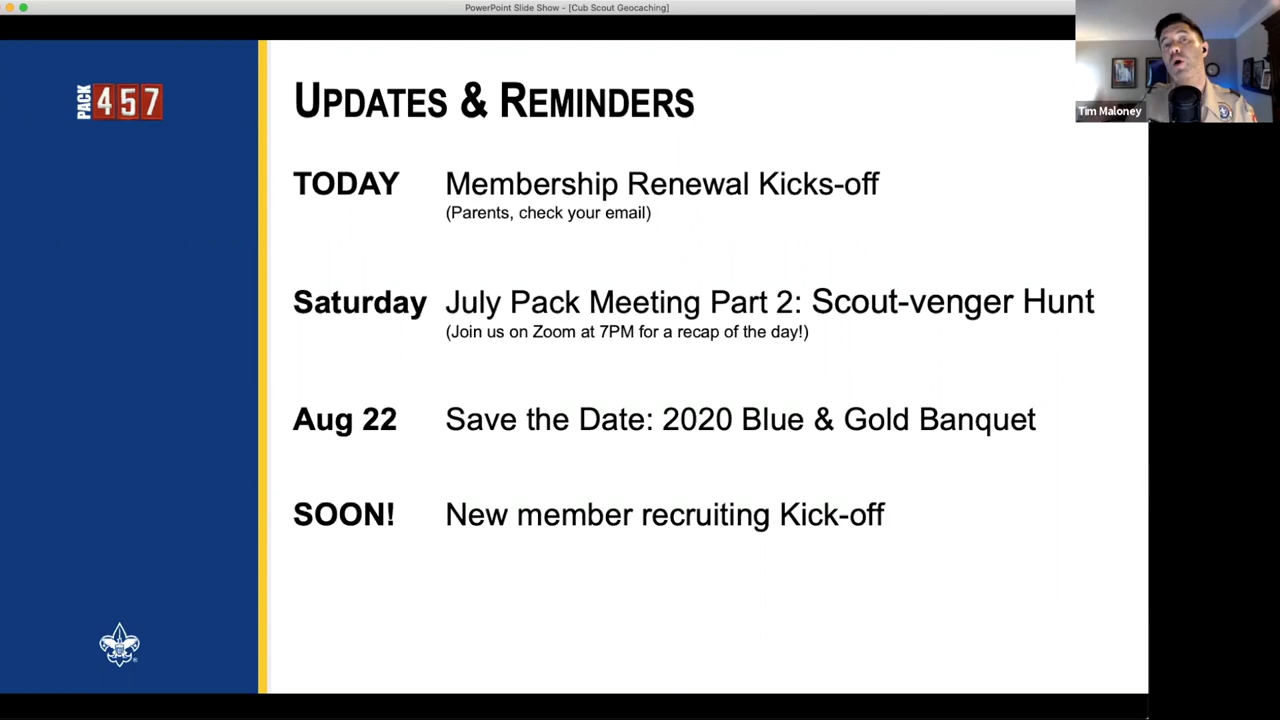 PowerPoint Slide Show - [Cub Scout Geocaching]
PACK 457
UPDATES & REMINDERS
TODAY Membership Renewal Kicks-off
(Parents, check your email)
Saturday July Pack Meeting Part 2: Scout-venger Hunt
(Join us on Zoom at 7PM for a recap of the day!)
Aug 22 Save the Date: 2020 Blue & Gold Banquet
SOON! New member recruiting Kick-off
Tim Maloney
®